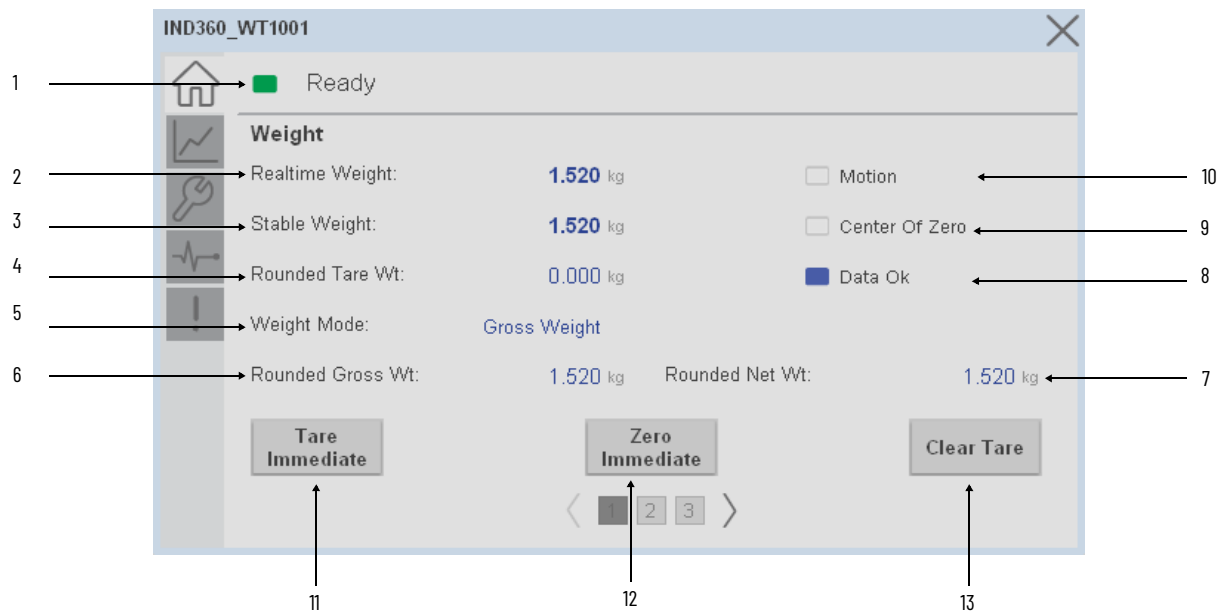 IND360_WT1001
1 Ready
Weight
2 Realtime Weight: 1.520 kg Motion 10
3 Stable Weight: 1.520 kg Center Of Zero 9
4 Rounded Tare Wt: 0.000 kg Data Ok 8
5 Weight Mode: Gross Weight
6 Rounded Gross Wt: 1.520 kg Rounded Net Wt: 1.520 kg 7
Tare Immediate Zero Immediate Clear Tare
1 2 3
11 12 13